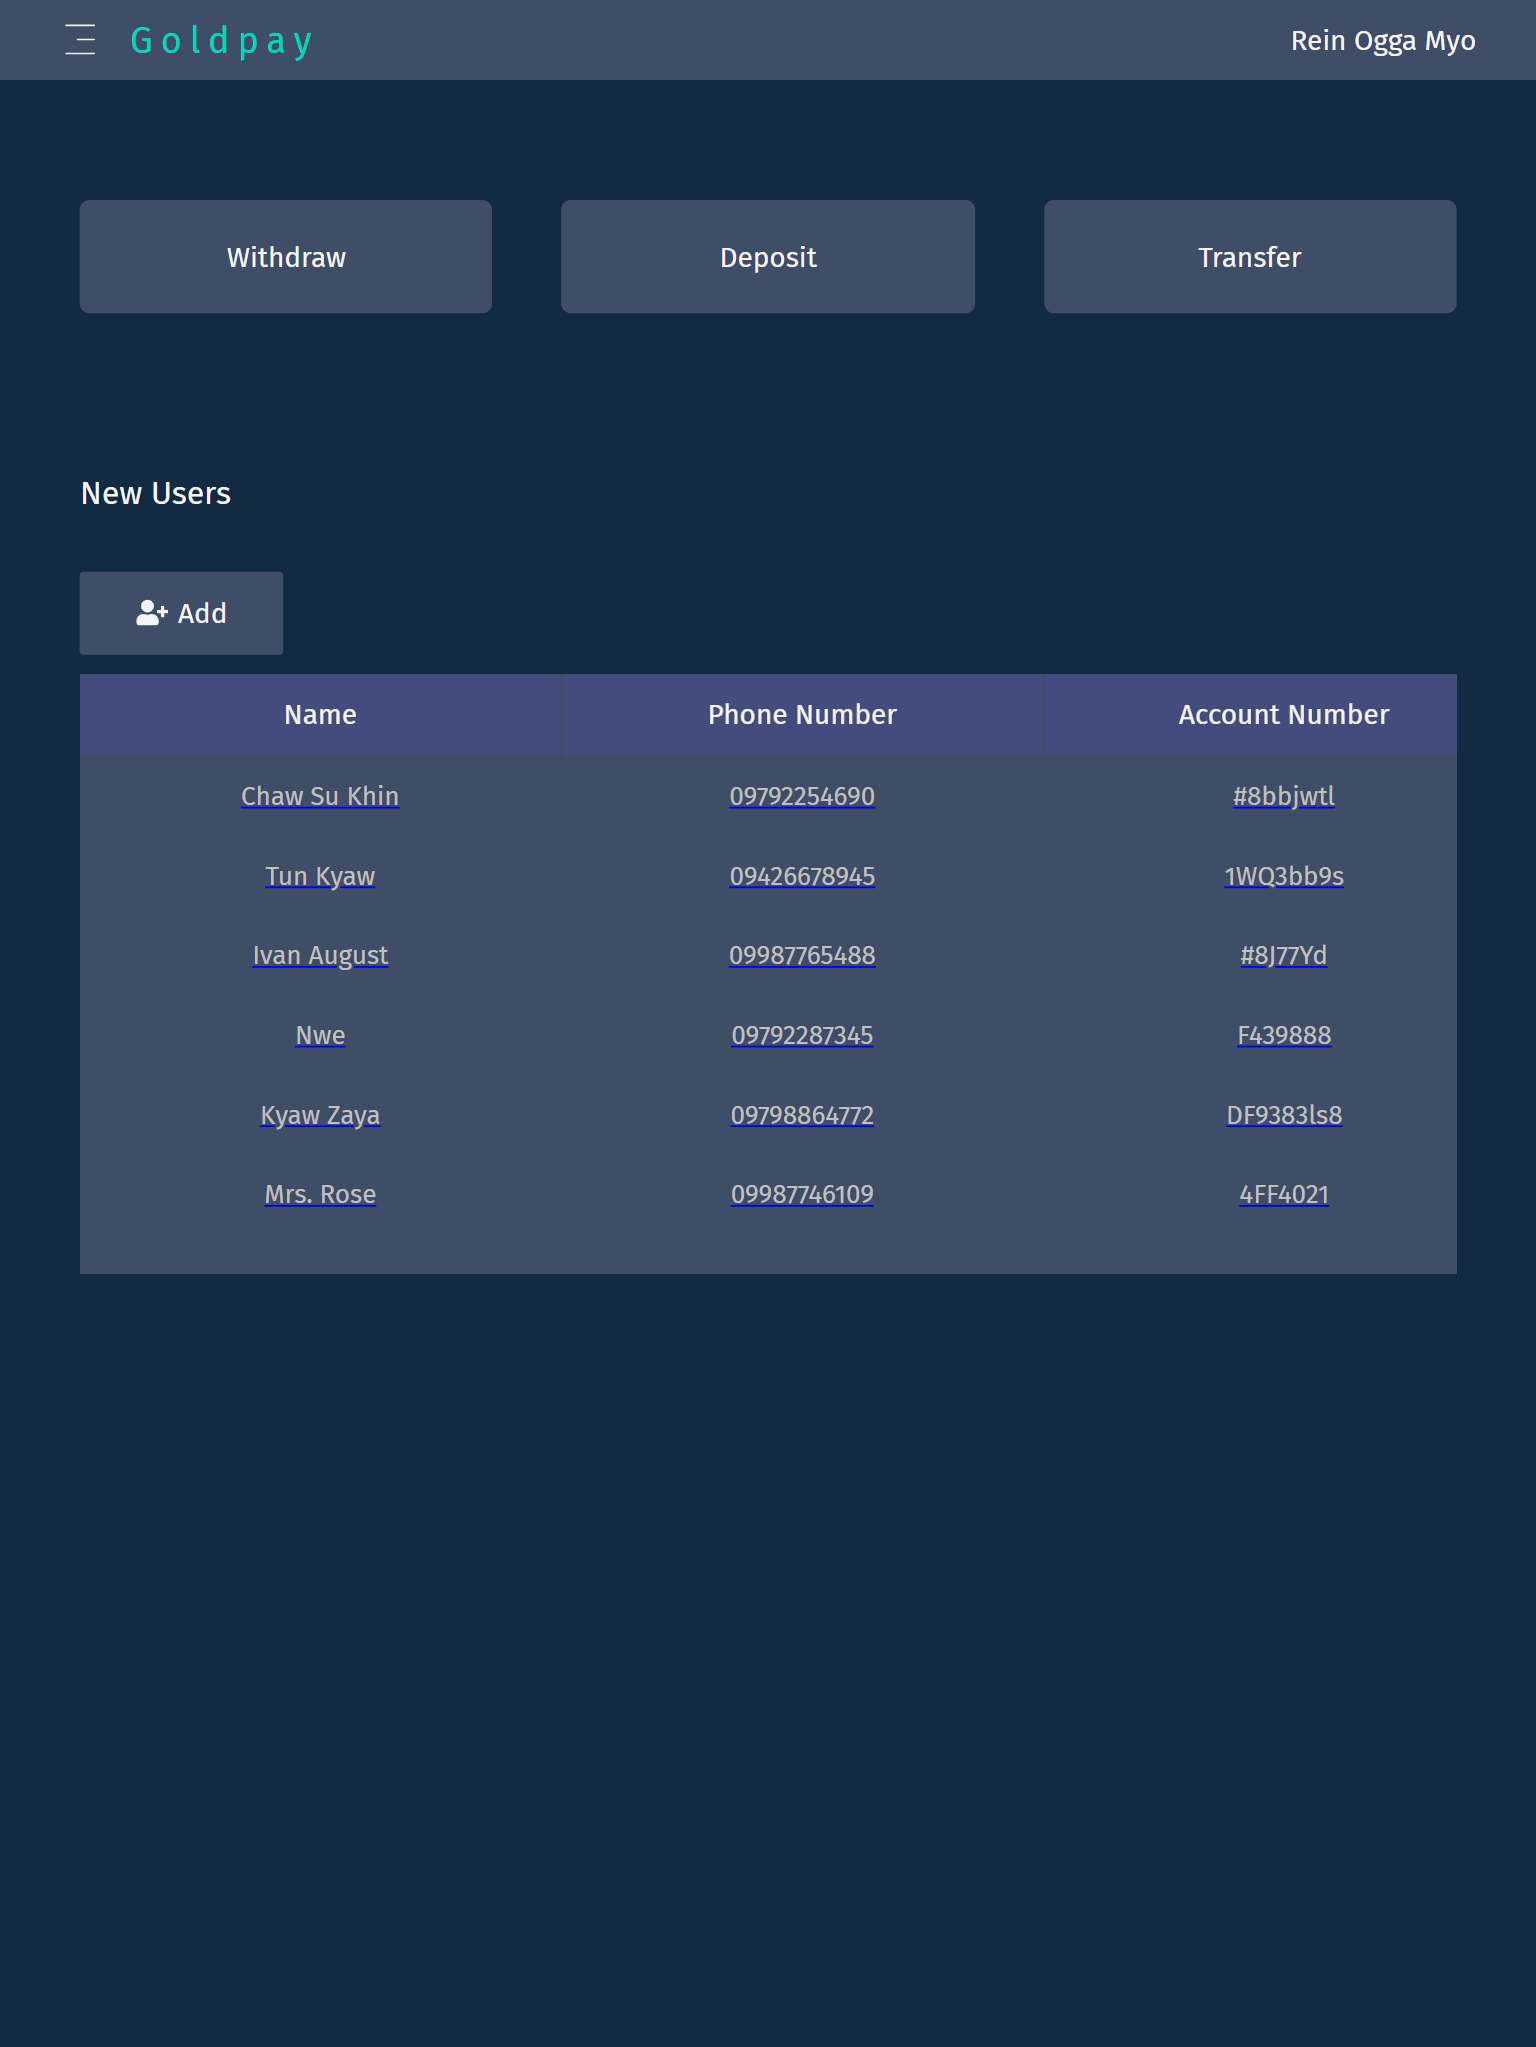 Goldpay
Rein Ogga Myo
Withdraw
Deposit
Transfer
New Users
Add
Name Phone Number Account Number
Chaw Su Khin 09792254690 #8bbjwtl
Tun Kyaw 09426678945 1WQ3bb9s
Ivan August 09987765488 #8J77Yd
Nwe 09792287345 F439888
Kyaw Zaya 09798864772 DF9383ls8
Mrs. Rose 09987746109 4FF4021